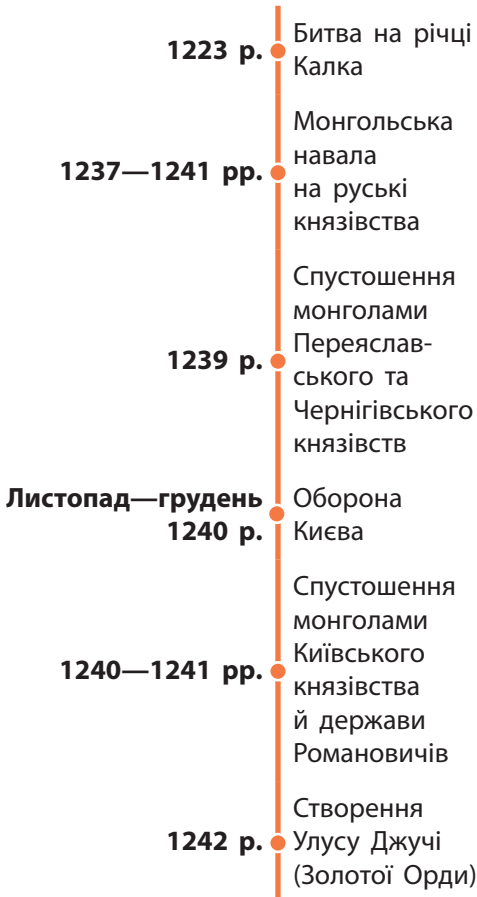 1223 р.
Битва на річці
Калка
1237—1241 рр.
Монгольська
навала
на руські
князівства
1239 р.
Спустошення
монголами
Переяслав-
ського та
Чернігівського
князівств
Листопад—грудень
1240 р.
Оборона
Києва
1240—1241 рр.
Спустошення
монголами
Київського
князівства
й держави
Романовичів
1242 р.
Створення
Улусу Джучі
(Золотої Орди)